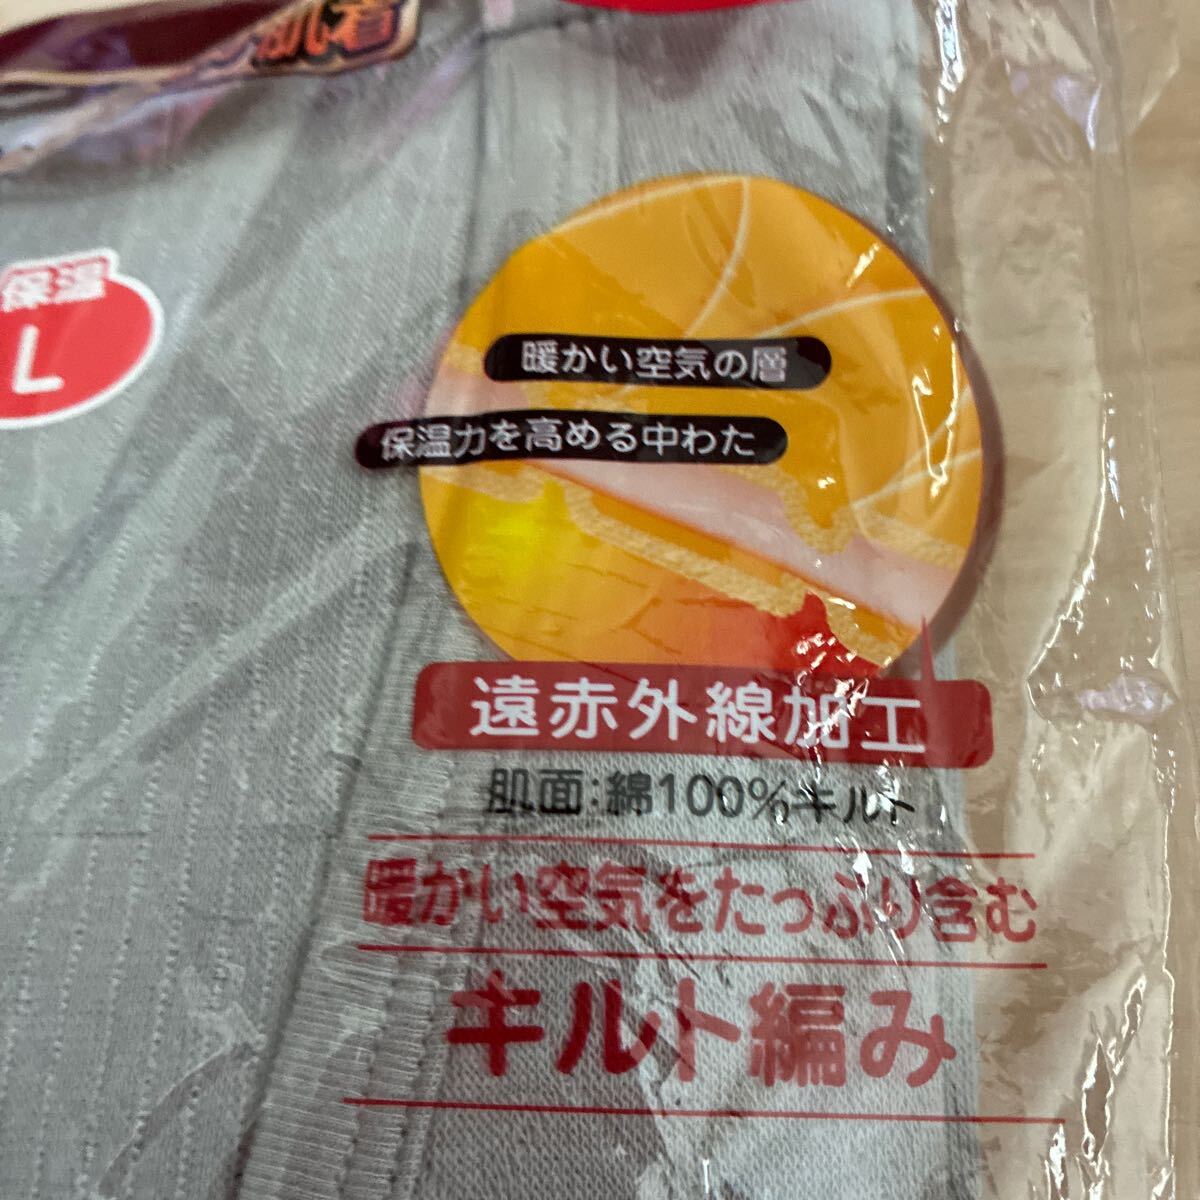 肌着
保温
L
暖かい空気の層
保温力を高める中わた
遠赤外線加工
肌面:綿100%キルト
暖かい空気をたっぷり含む
キルト編み